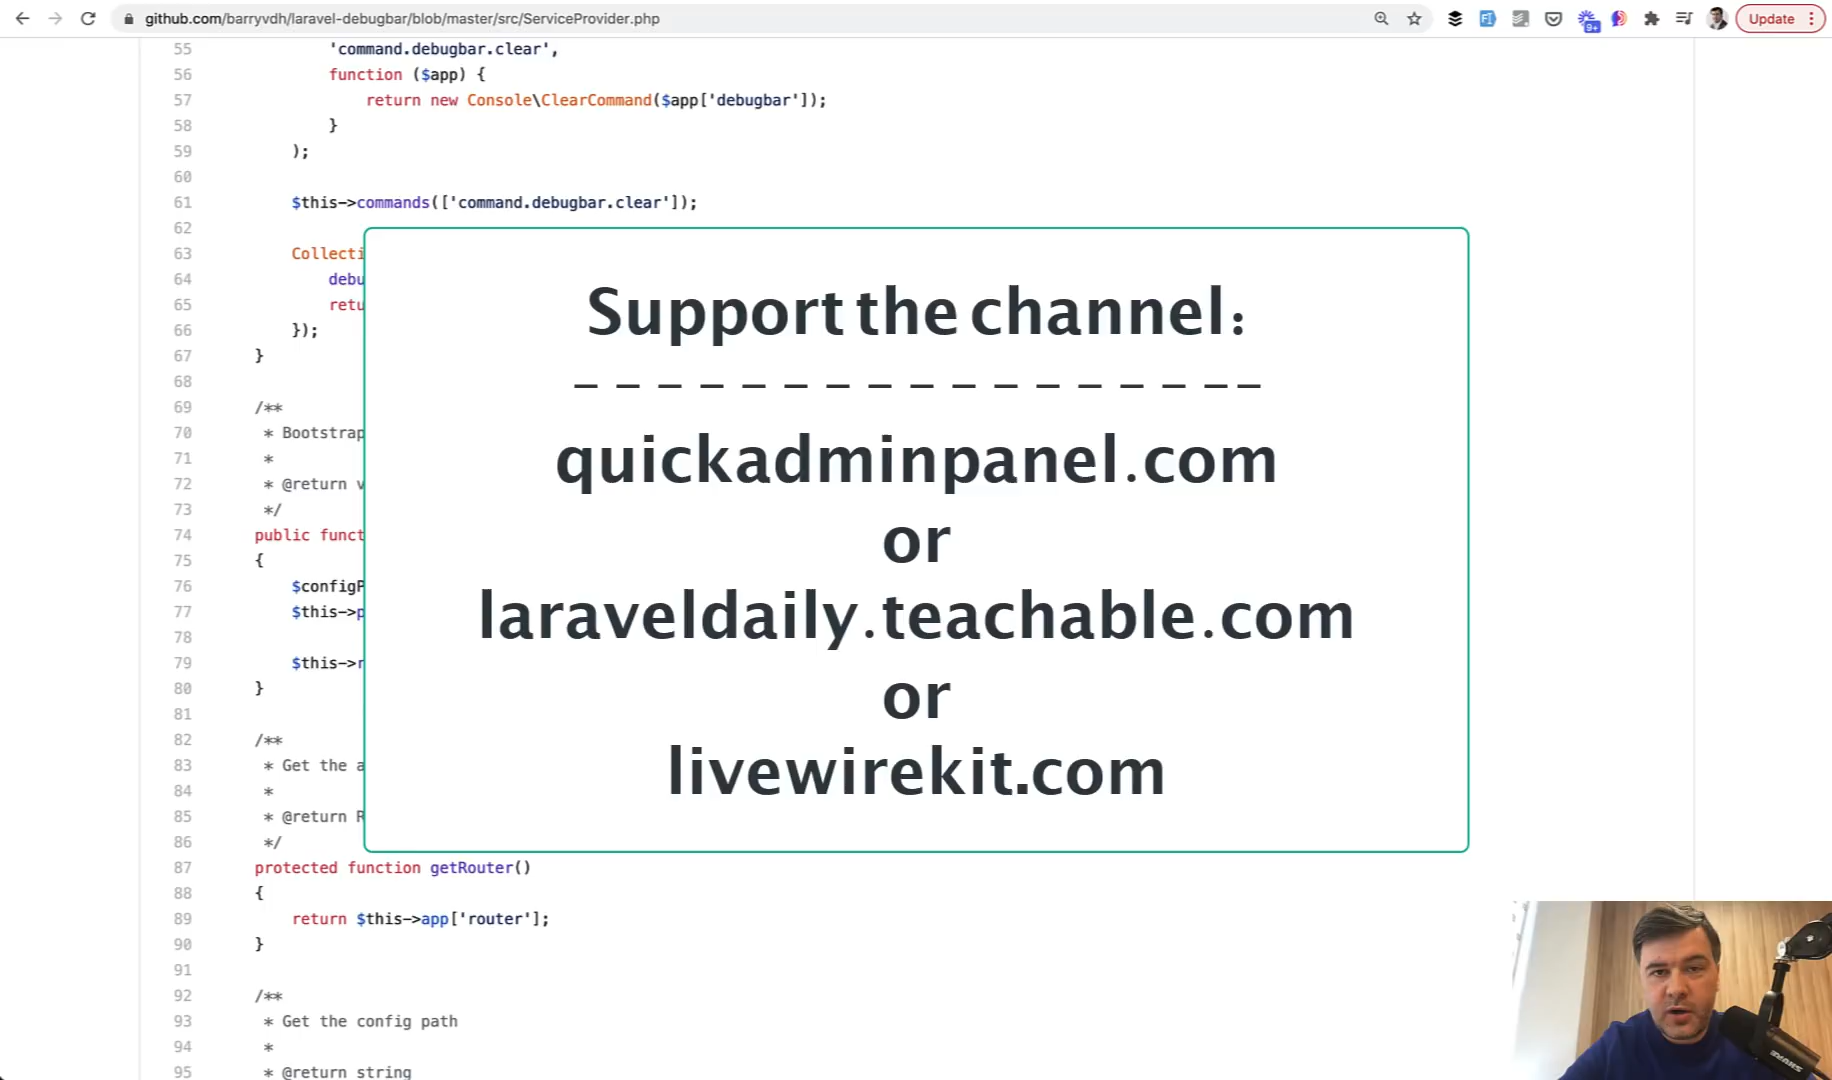 github.com/barryvdh/laravel-debugbar/blob/master/src/ServiceProvider.php
9+
Update
55 'command.debugbar.clear',
56 function ($app) {
57 return new Console\ClearCommand($app['debugbar']);
58 }
59 );
60
61 $this->commands(['command.debugbar.clear']);
62
63 Collecti
64 debu
65 retu
66 });
67 }
68
69 /**
70 * Bootstrap
71 *
72 * @return v
73 */
74 public funct
75 {
76 $configP
77 $this->p
78
79 $this->r
80 }
81
82 /**
83 * Get the a
84 *
85 * @return R
86 */
87 protected function getRouter()
88 {
89 return $this->app['router'];
90 }
91
92 /**
93 * Get the config path
94 *
95 * @return string
Support the channel:
-----------------
quickadminpanel.com
or
laraveldaily.teachable.com
or
livewirekit.com